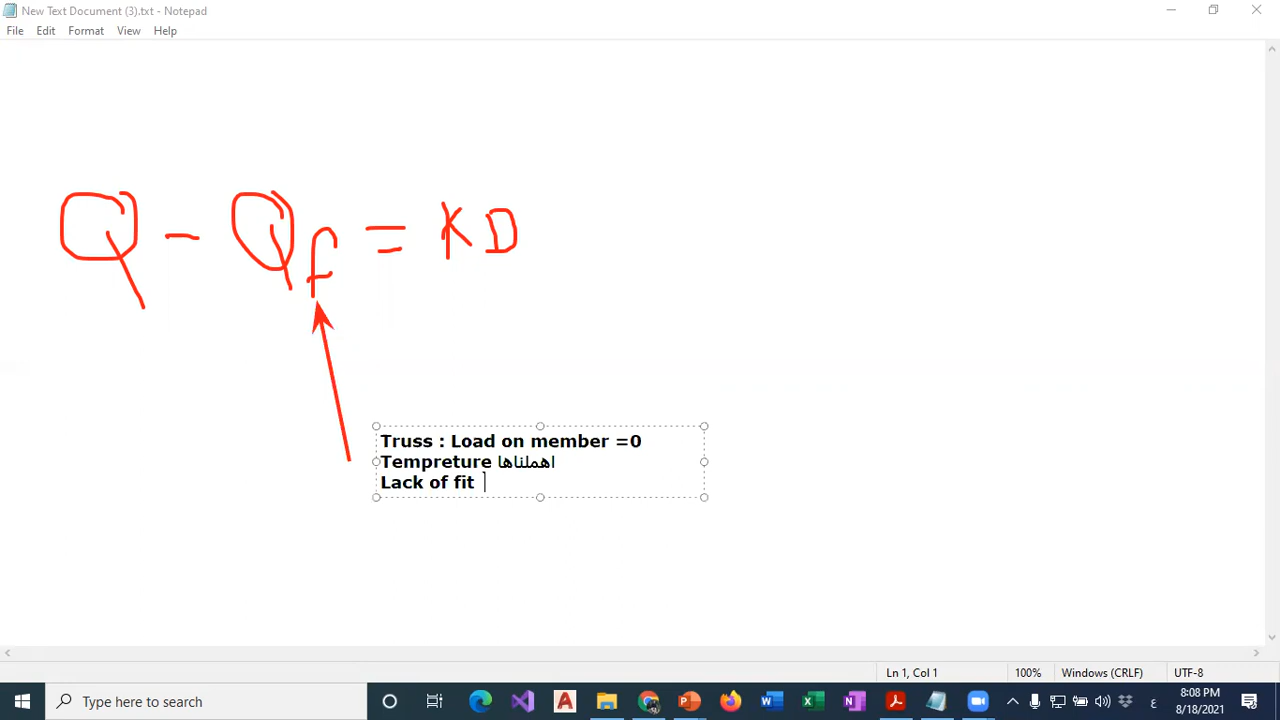 New Text Document (3).txt - Notepad
File Edit Format View Help
Q - Qf = KD
Truss : Load on member =0
Tempreture اهملناها
Lack of fit
Ln 1, Col 1 100% Windows (CRLF) UTF-8
Type here to search
ع
8:08 PM
8/18/2021